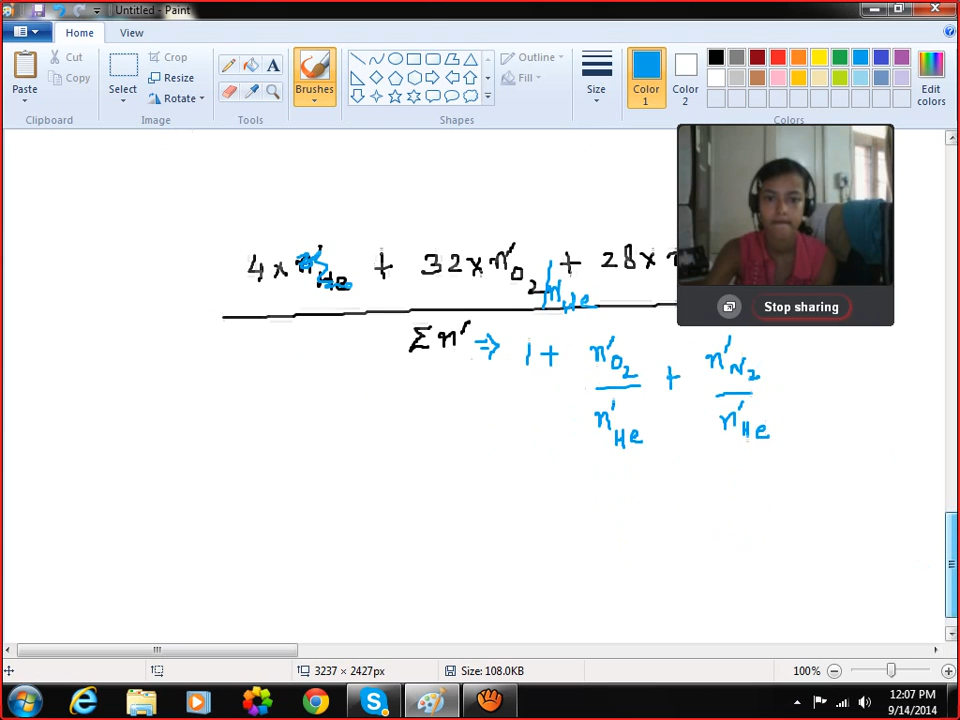 Untitled - Paint
Home
View
Paste
Cut
Copy
Clipboard
Select
Crop
Resize
Rotate
Image
Tools
Brushes
Shapes
Outline
Fill
Size
Color 1
Color 2
Edit colors
Colors
4 × n'He + 32 × n'O2 + 28 ×
/n'He
Σn' ⇒ 1 + n'O2 / n'He + n'N2 / n'He
Stop sharing
3237 × 2427px
Size: 108.0KB
100%
12:07 PM
9/14/2014